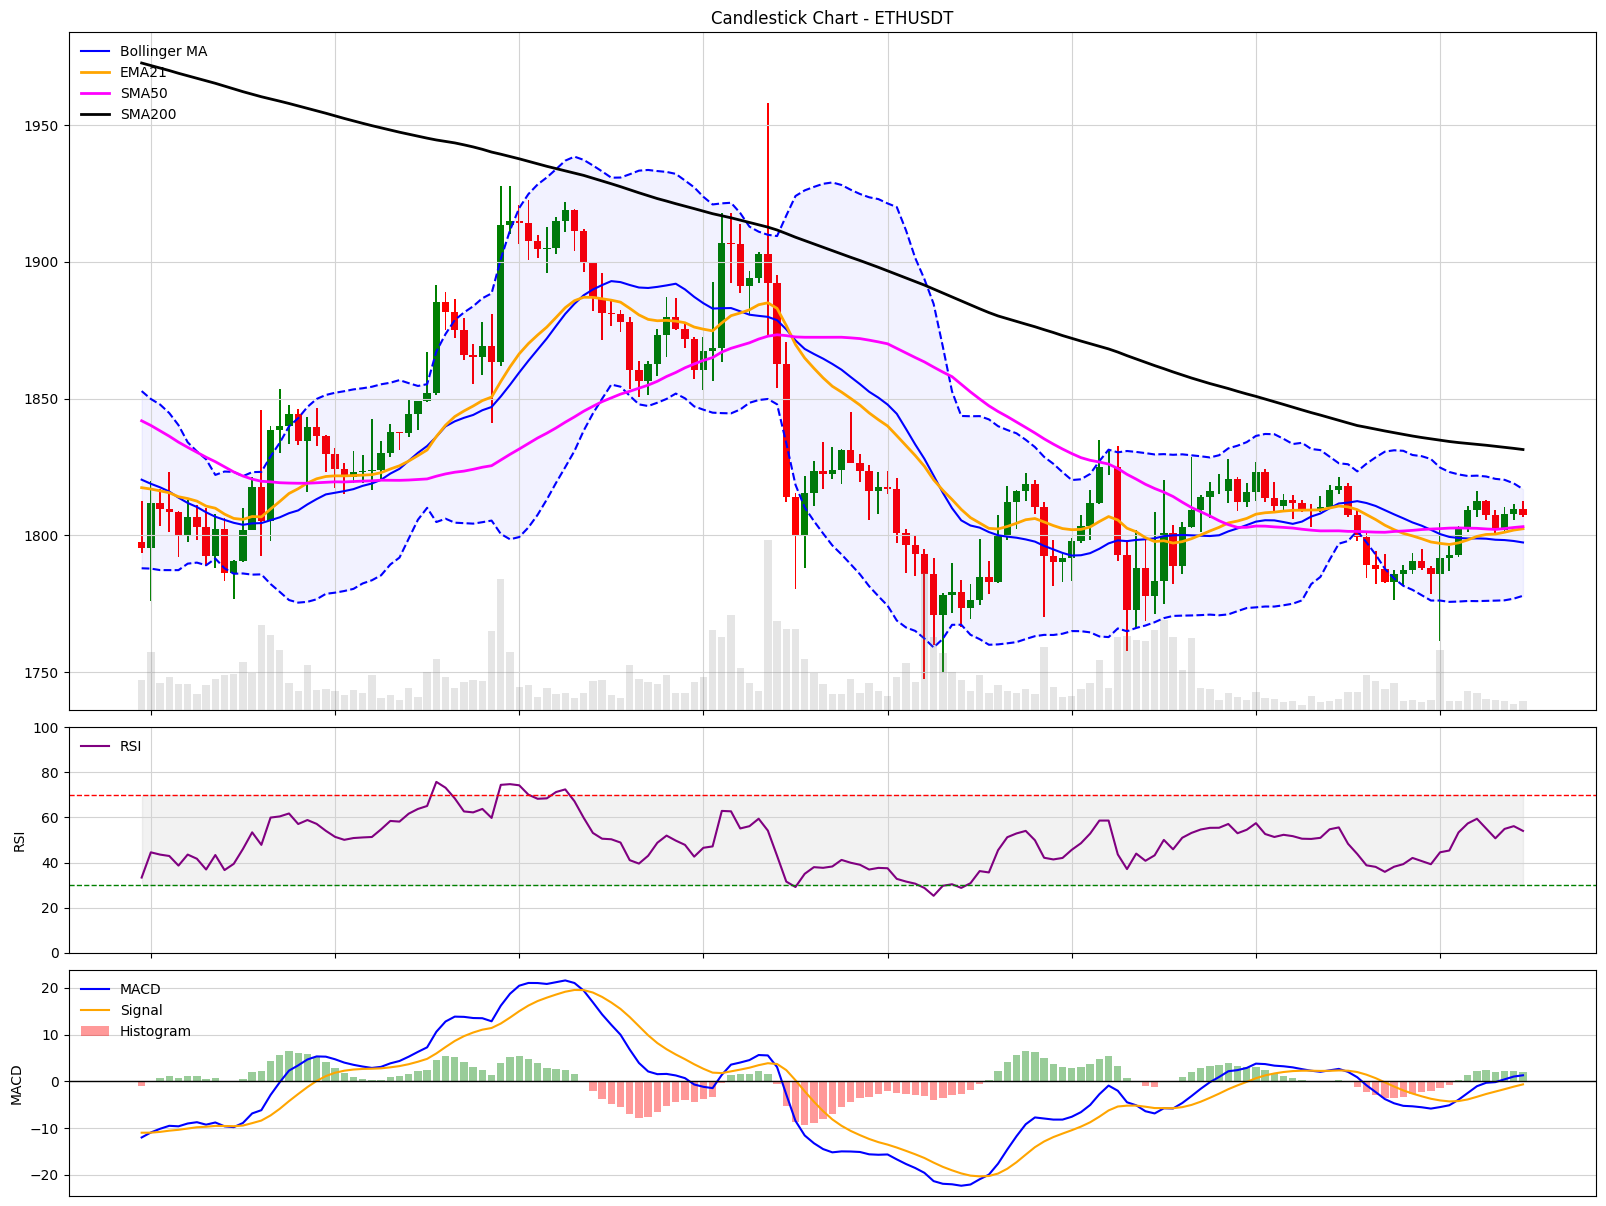 Candlestick Chart - ETHUSDT
Bollinger MA
EMA21
SMA50
SMA200
1950
1900
1850
1800
1750
RSI
RSI
100
80
60
40
20
0
MACD
Signal
Histogram
MACD
20
10
0
−10
−20